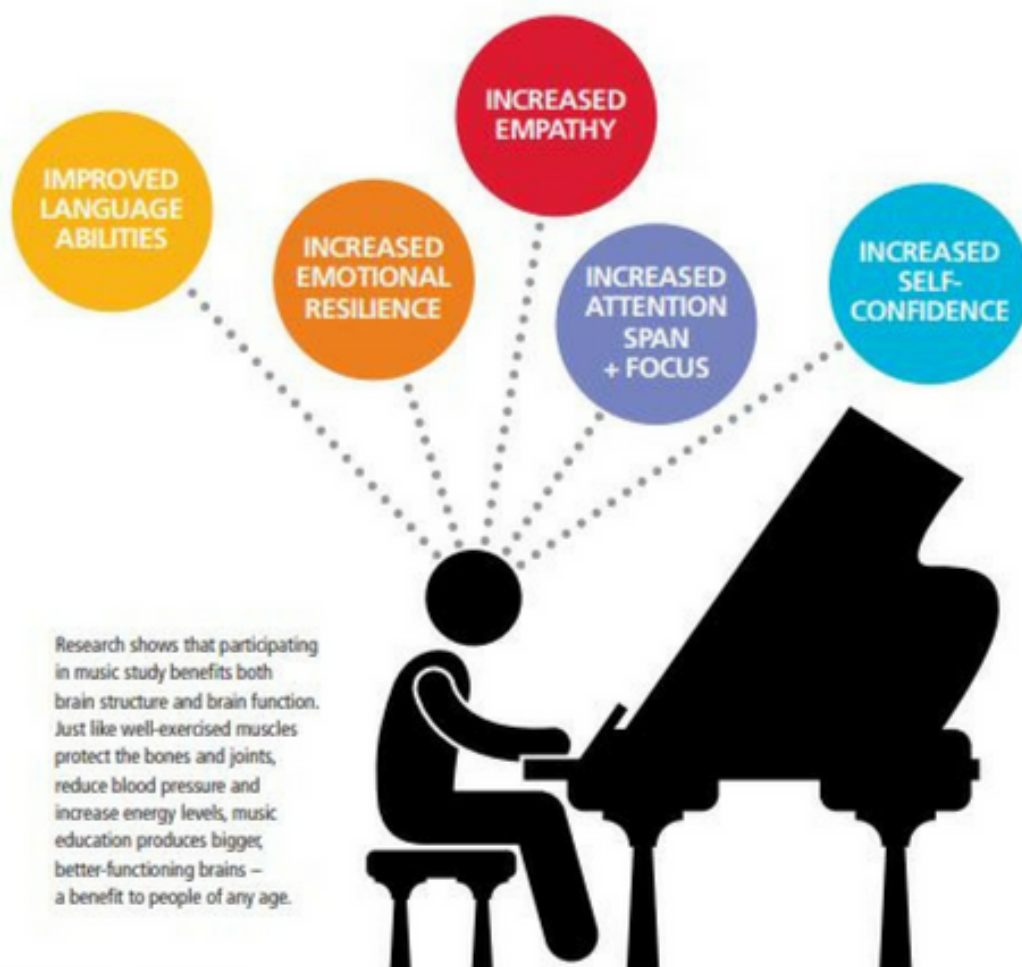 INCREASED
EMPATHY
IMPROVED
LANGUAGE
ABILITIES
INCREASED
EMOTIONAL
RESILIENCE
INCREASED
ATTENTION
SPAN
+ FOCUS
INCREASED
SELF-
CONFIDENCE
Research shows that participating
in music study benefits both
brain structure and brain function.
Just like well-exercised muscles
protect the bones and joints,
reduce blood pressure and
increase energy levels, music
education produces bigger,
better-functioning brains –
a benefit to people of any age.